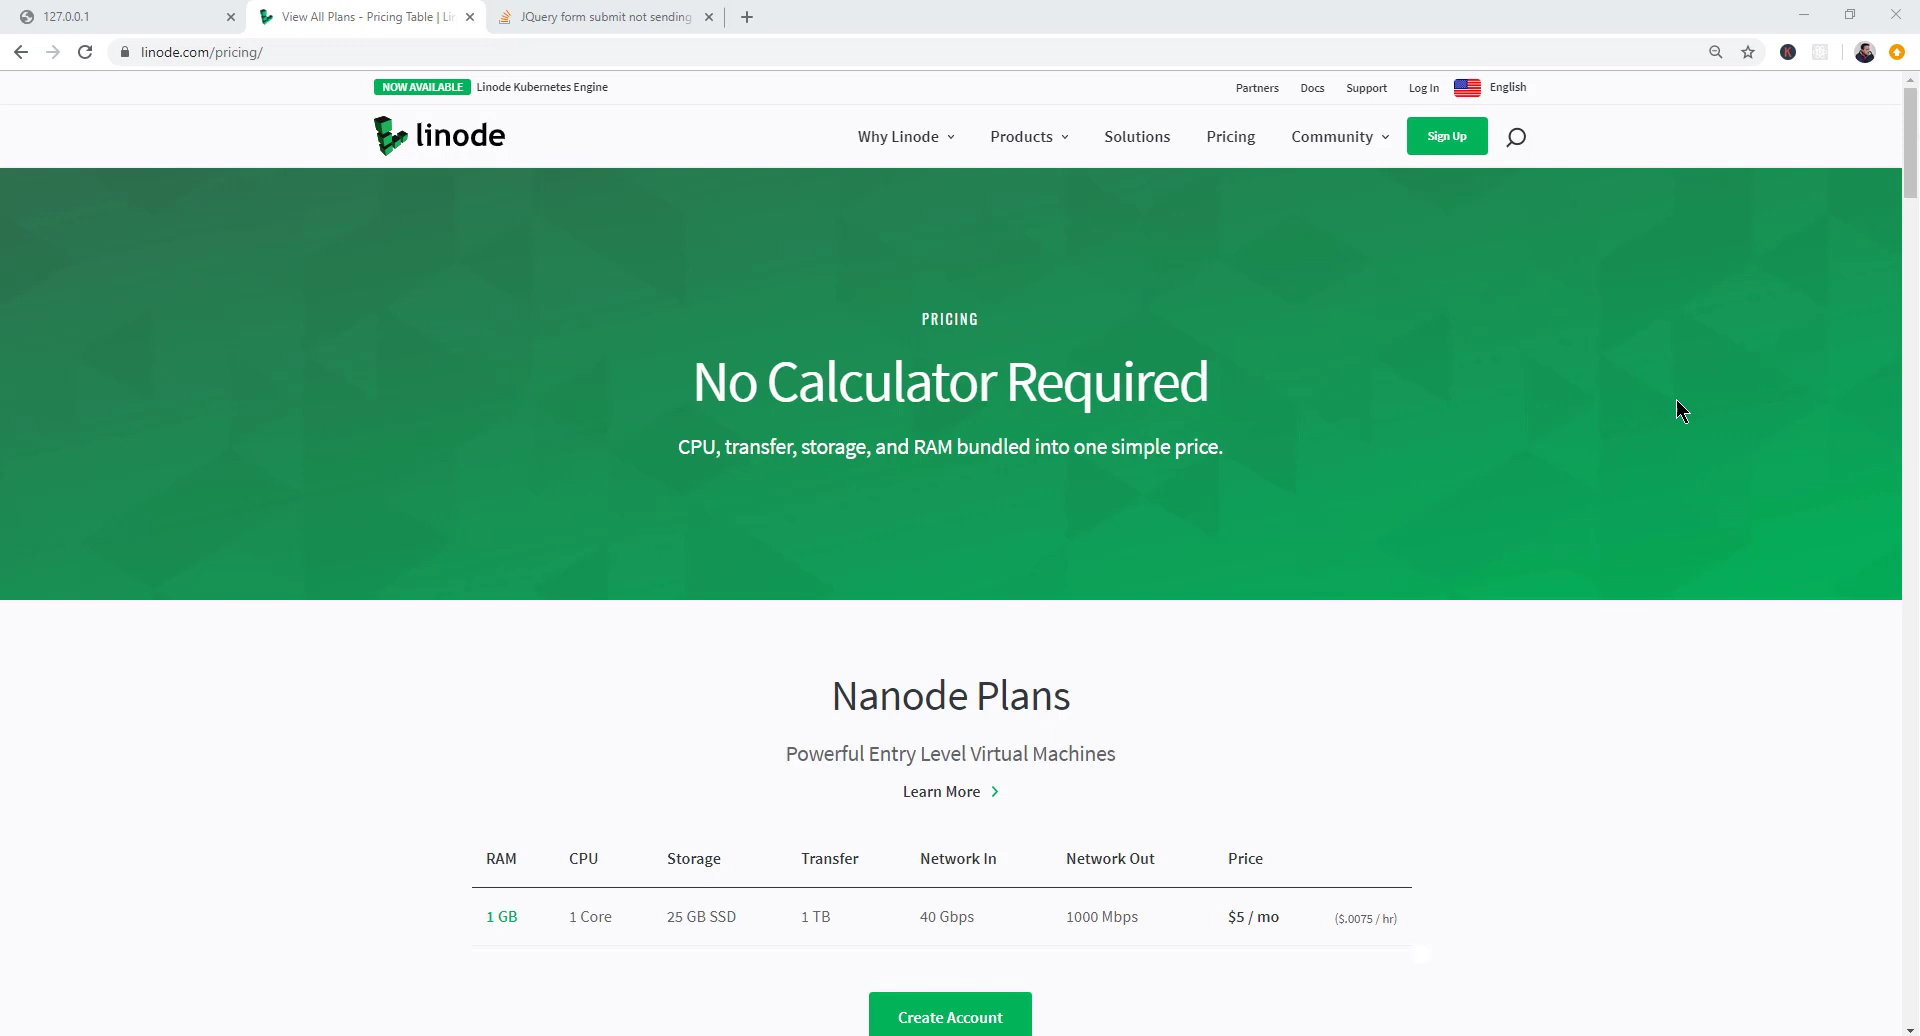 127.0.0.1
View All Plans - Pricing Table | Lin
JQuery form submit not sending
linode.com/pricing/
K
NOW AVAILABLE Linode Kubernetes Engine
Partners Docs Support Log In English
linode
Why Linode Products Solutions Pricing Community Sign Up
PRICING
No Calculator Required
CPU, transfer, storage, and RAM bundled into one simple price.
Nanode Plans
Powerful Entry Level Virtual Machines
Learn More
RAM CPU Storage Transfer Network In Network Out Price
1 GB 1 Core 25 GB SSD 1 TB 40 Gbps 1000 Mbps $5 / mo ($.0075 / hr)
Create Account